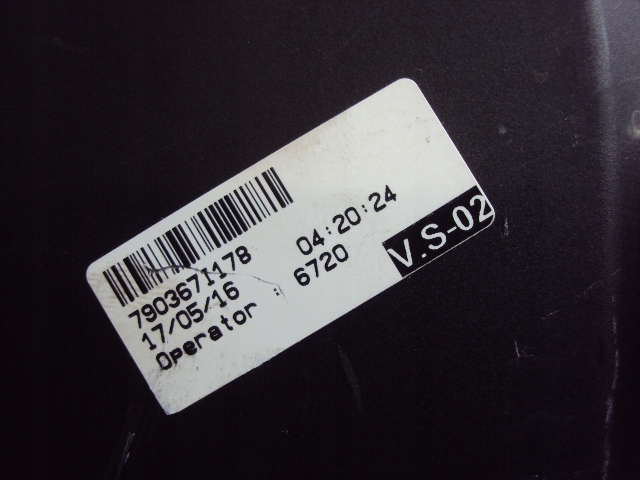 790367I178
17/05/16 04:20:24
Operator : 6720
V.S-02